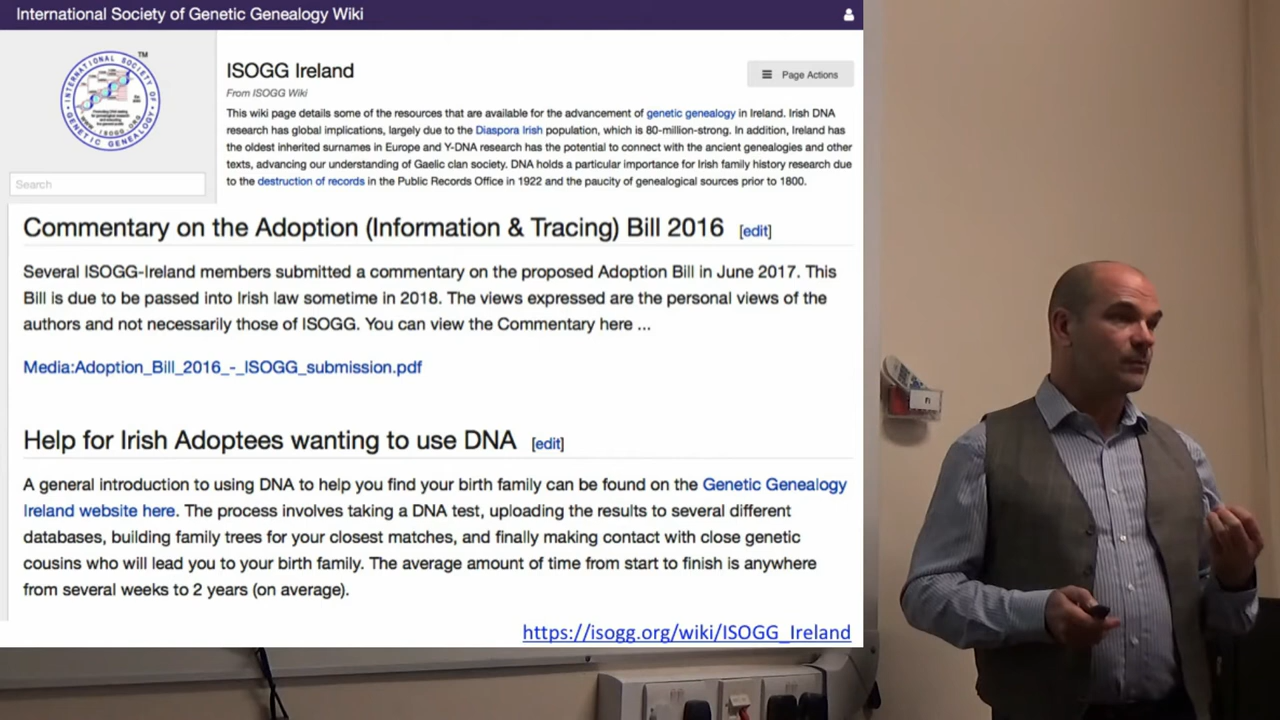 International Society of Genetic Genealogy Wiki
TM
INTERNATIONAL SOCIETY OF GENETIC GENEALOGY
WWW.ISOGG.ORG
Search
ISOGG Ireland
Page Actions
From ISOGG Wiki
This wiki page details some of the resources that are available for the advancement of genetic genealogy in Ireland. Irish DNA
research has global implications, largely due to the Diaspora Irish population, which is 80-million-strong. In addition, Ireland has
the oldest inherited surnames in Europe and Y-DNA research has the potential to connect with the ancient genealogies and other
texts, advancing our understanding of Gaelic clan society. DNA holds a particular importance for Irish family history research due
to the destruction of records in the Public Records Office in 1922 and the paucity of genealogical sources prior to 1800.
Commentary on the Adoption (Information & Tracing) Bill 2016 [edit]
Several ISOGG-Ireland members submitted a commentary on the proposed Adoption Bill in June 2017. This
Bill is due to be passed into Irish law sometime in 2018. The views expressed are the personal views of the
authors and not necessarily those of ISOGG. You can view the Commentary here ...
Media:Adoption_Bill_2016_-_ISOGG_submission.pdf
Help for Irish Adoptees wanting to use DNA [edit]
A general introduction to using DNA to help you find your birth family can be found on the Genetic Genealogy
Ireland website here. The process involves taking a DNA test, uploading the results to several different
databases, building family trees for your closest matches, and finally making contact with close genetic
cousins who will lead you to your birth family. The average amount of time from start to finish is anywhere
from several weeks to 2 years (on average).
https://isogg.org/wiki/ISOGG_Ireland